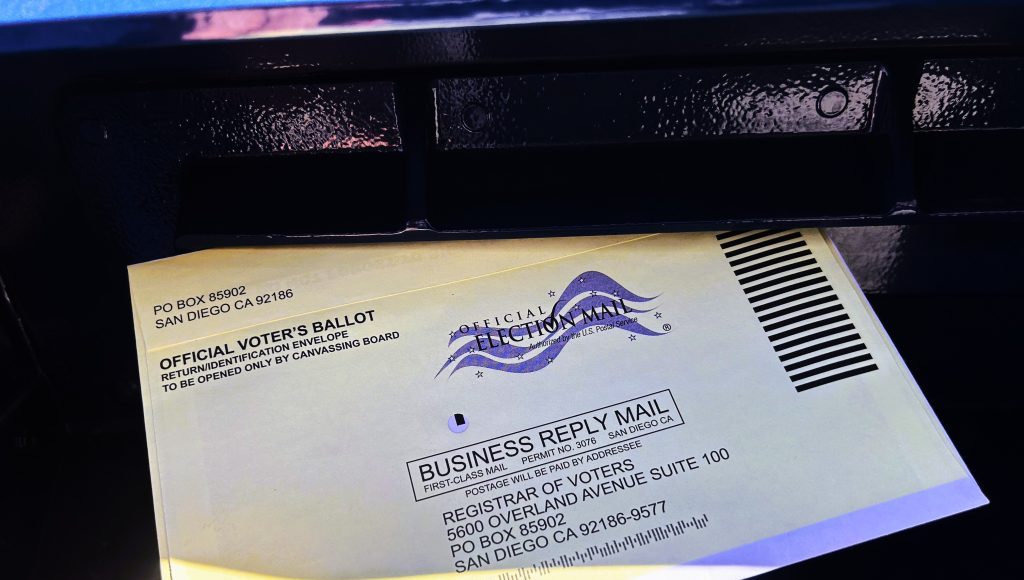 PO BOX 85902
SAN DIEGO CA 92186
OFFICIAL VOTER'S BALLOT
RETURN/IDENTIFICATION ENVELOPE
TO BE OPENED ONLY BY CANVASSING BOARD
OFFICIAL
ELECTION MAIL
Authorized by the U.S. Postal Service
®
BUSINESS REPLY MAIL
FIRST-CLASS MAIL PERMIT NO. 3076 SAN DIEGO CA
POSTAGE WILL BE PAID BY ADDRESSEE
REGISTRAR OF VOTERS
5600 OVERLAND AVENUE SUITE 100
PO BOX 85902
SAN DIEGO CA 92186-9577